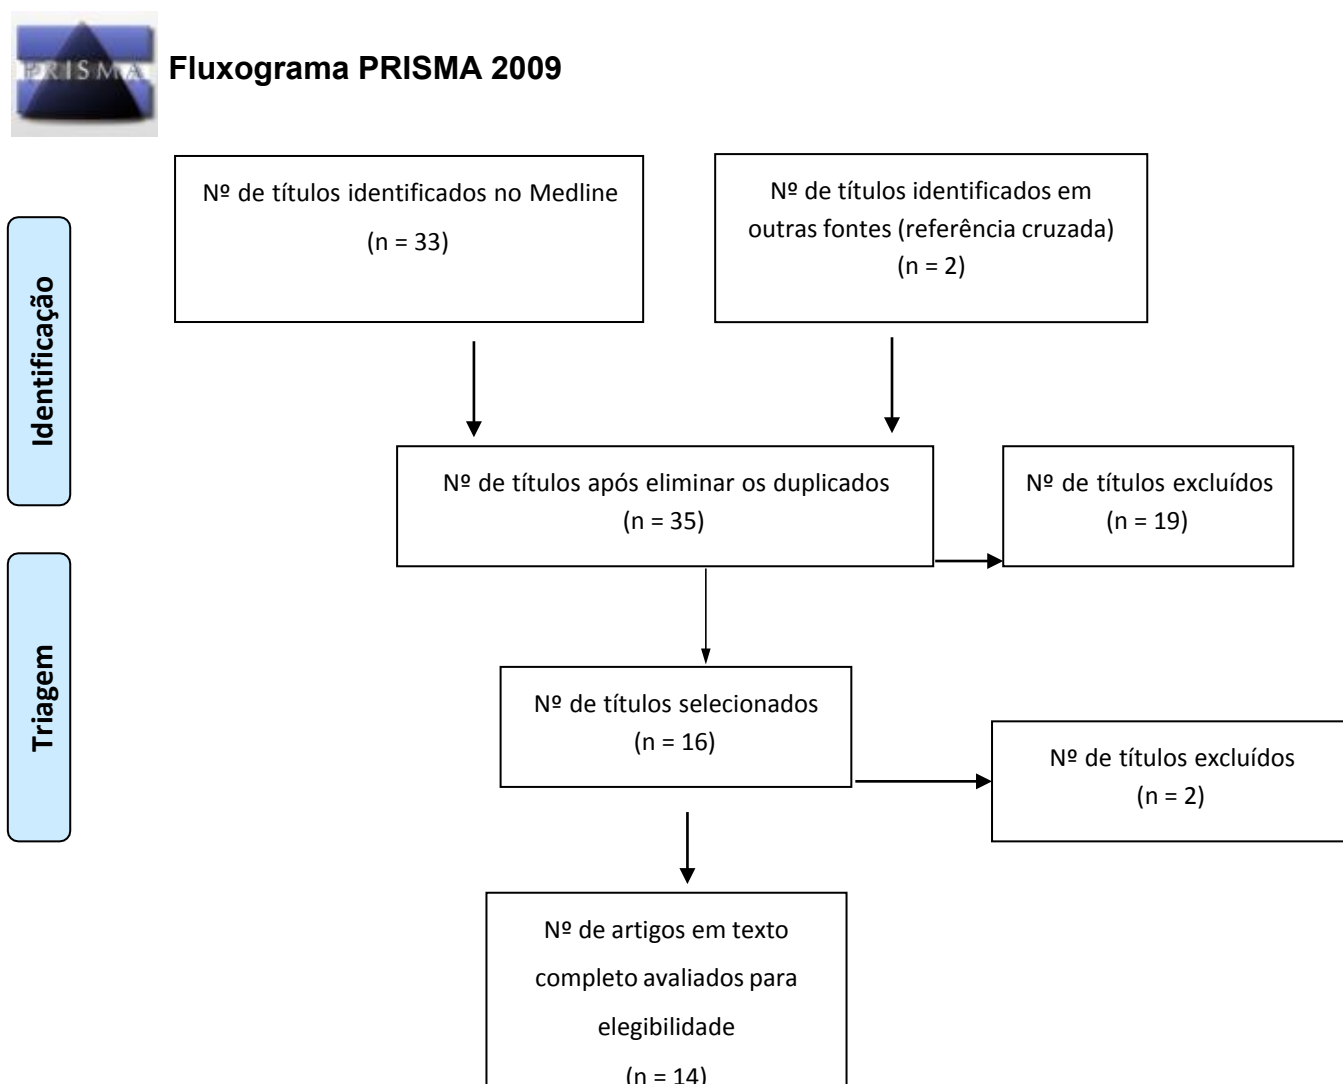 PRISMA
Fluxograma PRISMA 2009
Nº de títulos identificados no Medline
(n = 33)
Nº de títulos identificados em
outras fontes (referência cruzada)
(n = 2)
Identificação
Nº de títulos após eliminar os duplicados
(n = 35)
Nº de títulos excluídos
(n = 19)
Triagem
Nº de títulos selecionados
(n = 16)
Nº de títulos excluídos
(n = 2)
Nº de artigos em texto
completo avaliados para
elegibilidade
(n = 14)